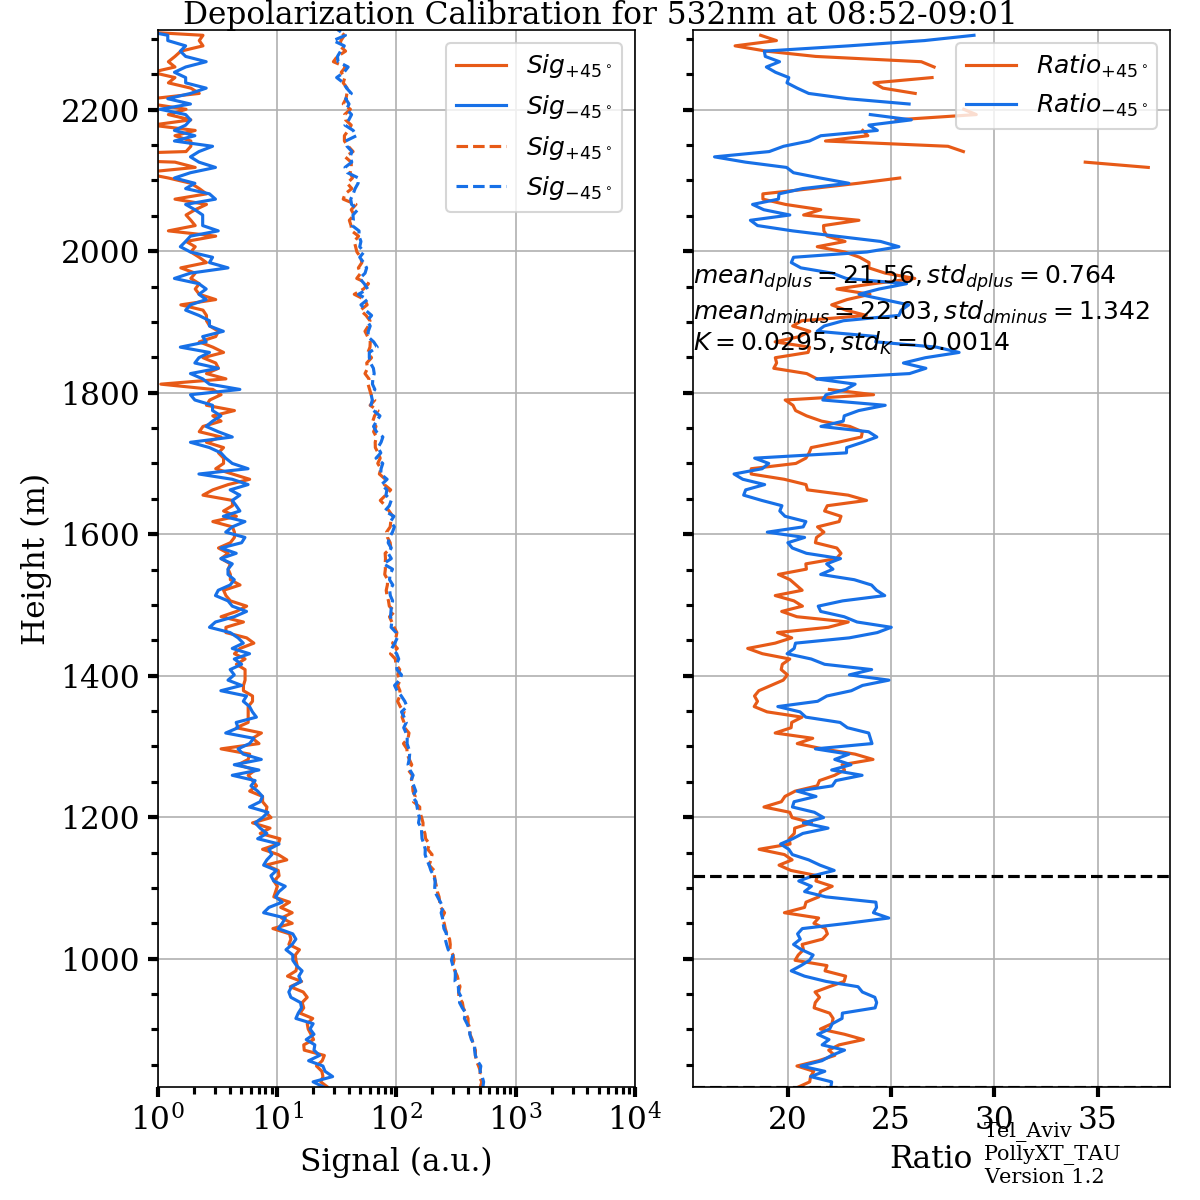 Depolarization Calibration for 532nm at 08:52-09:01
Sig+45°
Sig−45°
Sig+45°
Sig−45°
Ratio+45°
Ratio−45°
mean_dplus = 21.56, std_dplus = 0.764
mean_dminus = 22.03, std_dminus = 1.342
K = 0.0295, std_K = 0.0014
Height (m)
2200
2000
1800
1600
1400
1200
1000
10^0 10^1 10^2 10^3 10^4
Signal (a.u.)
20 25 30 35
Ratio
Tel_Aviv
PollyXT_TAU
Version 1.2